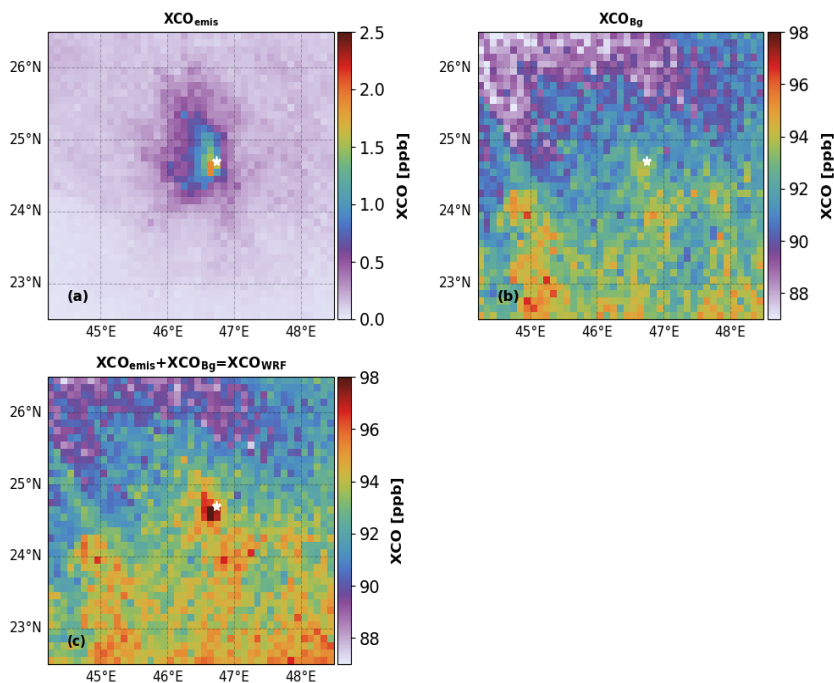 XCOemis
26°N
25°N
24°N
23°N
45°E 46°E 47°E 48°E
(a)
2.5
2.0
1.5
1.0
0.5
0.0
XCO [ppb]
XCOBg
26°N
25°N
24°N
23°N
45°E 46°E 47°E 48°E
(b)
98
96
94
92
90
88
XCO [ppb]
XCOemis+XCOBg=XCOWRF
26°N
25°N
24°N
23°N
45°E 46°E 47°E 48°E
(c)
98
96
94
92
90
88
XCO [ppb]